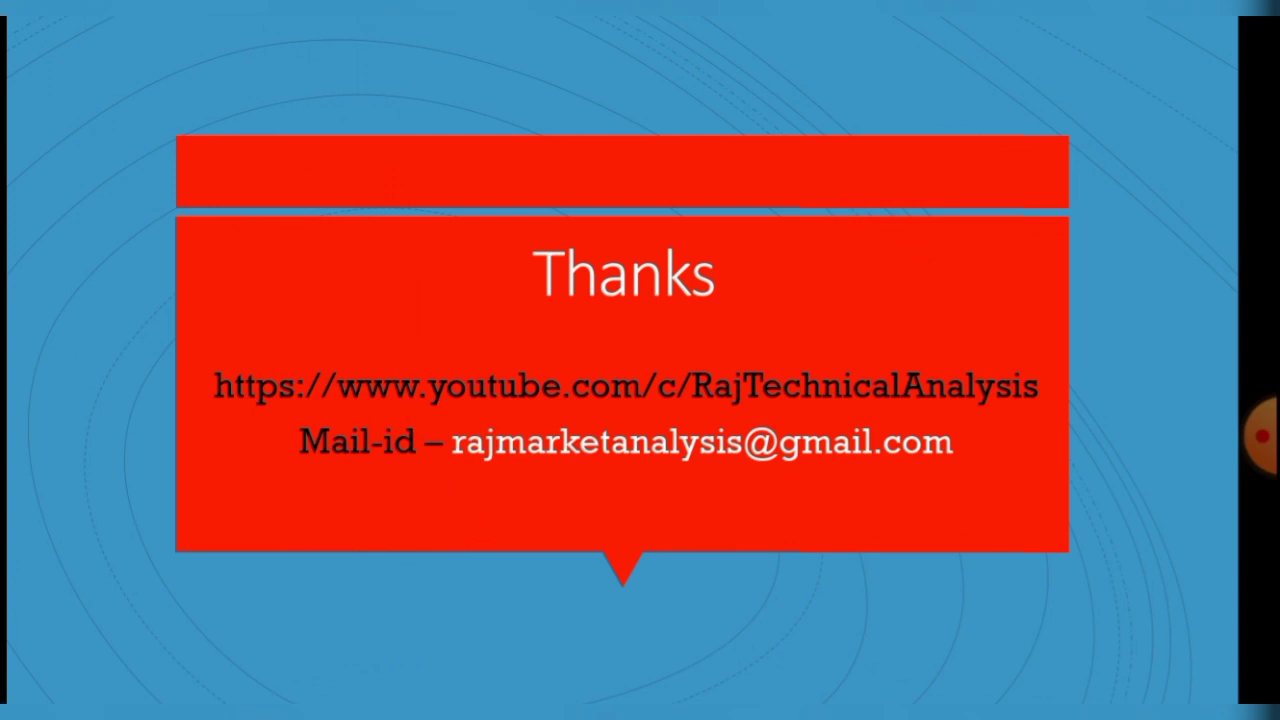 Thanks
https://www.youtube.com/c/RajTechnicalAnalysis
Mail-id – rajmarketanalysis@gmail.com